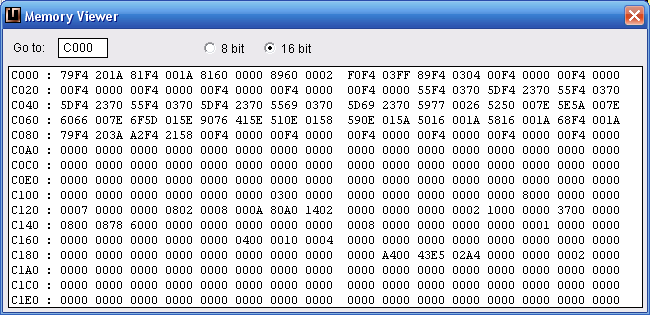 Memory Viewer
Go to: C000 8 bit 16 bit
C000 : 79F4 201A 81F4 001A 8160 0000 8960 0002 F0F4 03FF 89F4 0304 00F4 0000 00F4 0000
C020 : 00F4 0000 00F4 0000 00F4 0000 00F4 0000 00F4 0000 55F4 0370 5DF4 2370 55F4 0370
C040 : 5DF4 2370 55F4 0370 5DF4 2370 5569 0370 5D69 2370 5977 0026 5250 007E 5E5A 007E
C060 : 6066 007E 6F5D 015E 9076 415E 510E 0158 590E 015A 5016 001A 5816 001A 68F4 001A
C080 : 79F4 203A A2F4 2158 00F4 0000 00F4 0000 00F4 0000 00F4 0000 00F4 0000 00F4 0000
C0A0 : 0000 0000 0000 0000 0000 0000 0000 0000 0000 0000 0000 0000 0000 0000 0000 0000
C0C0 : 0000 0000 0000 0000 0000 0000 0000 0000 0000 0000 0000 0000 0000 0000 0000 0000
C0E0 : 0000 0000 0000 0000 0000 0000 0000 0000 0000 0000 0000 0000 0000 0000 0000 0000
C100 : 0000 0000 0000 0000 0000 0300 0000 0000 0000 0000 0000 0000 0000 8000 0000 0000
C120 : 0007 0000 0000 0802 0008 000A 80A0 1402 0000 0000 0000 0002 1000 0000 3700 0000
C140 : 0800 0878 6000 0000 0000 0000 0000 0000 0008 0000 0000 0000 0000 0001 0000 0000
C160 : 0000 0000 0000 0000 0400 0010 0004 0000 0000 0000 0000 0000 0000 0000 0000 0000
C180 : 0000 0000 0000 0000 0000 0000 0000 0000 0000 A400 43E5 02A4 0000 0000 0002 0000
C1A0 : 0000 0000 0000 0000 0000 0000 0000 0000 0000 0000 0000 0000 0000 0000 0000 0000
C1C0 : 0000 0000 0000 0000 0000 0000 0000 0000 0000 0000 0000 0000 0000 0000 0000 0000
C1E0 : 0000 0000 0000 0000 0000 0000 0000 0000 0000 0000 0000 0000 0000 0000 0000 0000